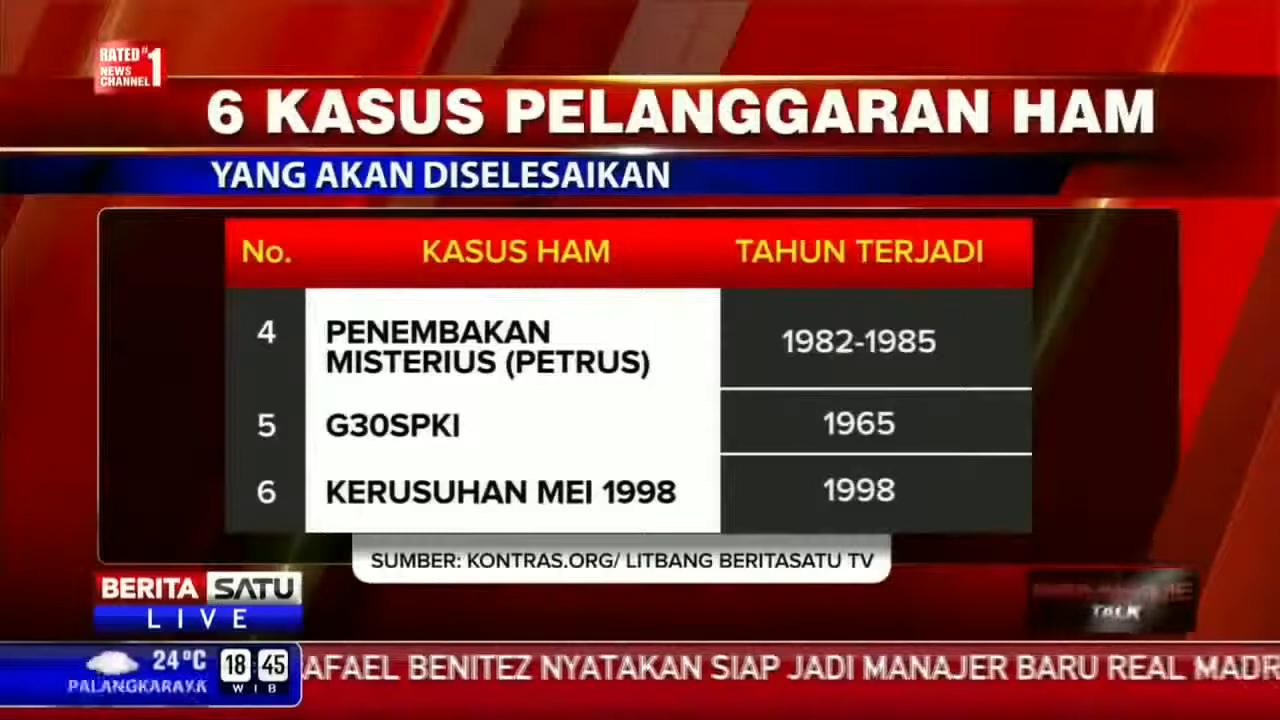 RATED #1
NEWS
CHANNEL
6 KASUS PELANGGARAN HAM
YANG AKAN DISELESAIKAN
No. KASUS HAM TAHUN TERJADI
4 PENEMBAKAN MISTERIUS (PETRUS) 1982-1985
5 G30SPKI 1965
6 KERUSUHAN MEI 1998 1998
SUMBER: KONTRAS.ORG/ LITBANG BERITASATU TV
BERITA SATU
LIVE
TALK
24°C
PALANGKARAYA
18:45
WIB
AFAEL BENITEZ NYATAKAN SIAP JADI MANAJER BARU REAL MADR